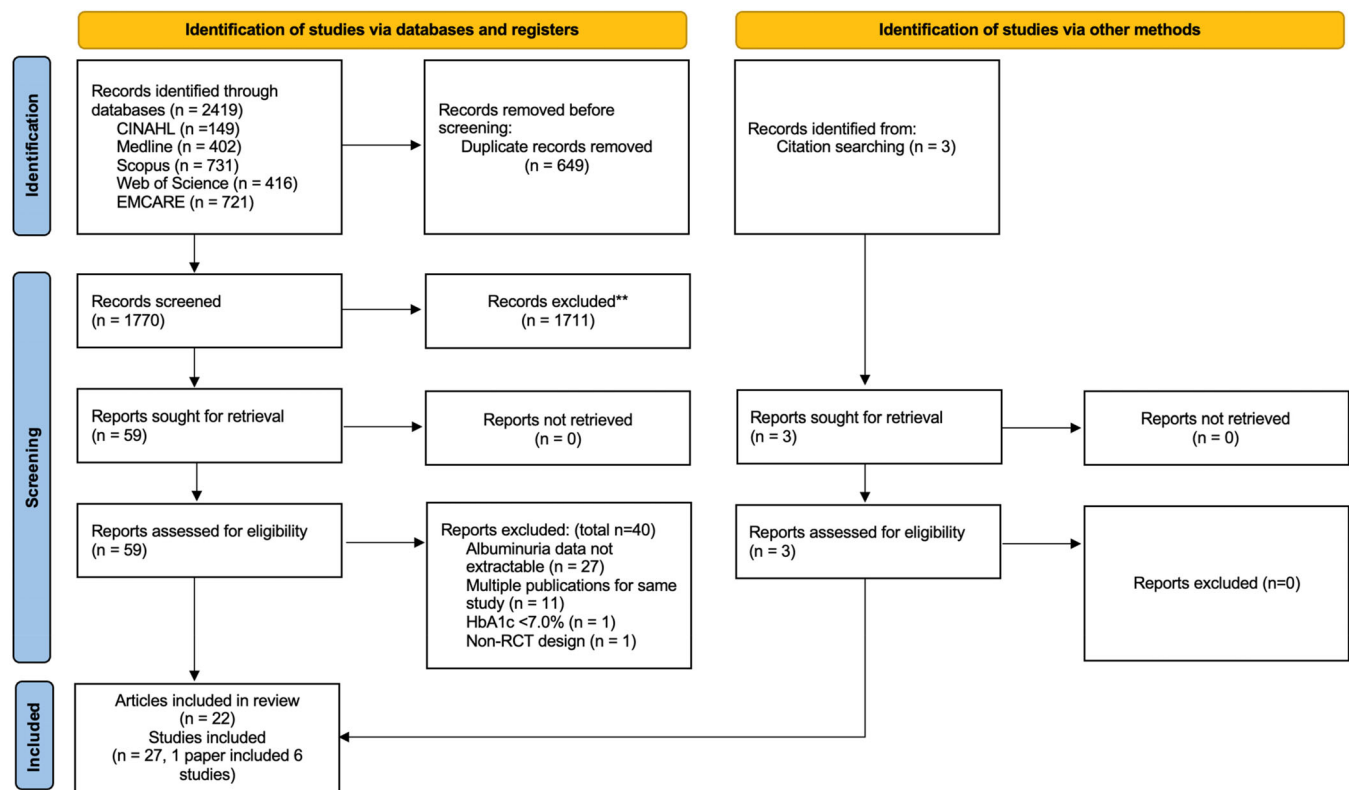 Identification of studies via databases and registers
Identification of studies via other methods
Identification
Records identified through
databases (n = 2419)
CINAHL (n =149)
Medline (n = 402)
Scopus (n = 731)
Web of Science (n = 416)
EMCARE (n = 721)
Records removed before
screening:
Duplicate records removed
(n = 649)
Records identified from:
Citation searching (n = 3)
Screening
Records screened
(n = 1770)
Records excluded**
(n = 1711)
Reports sought for retrieval
(n = 59)
Reports not retrieved
(n = 0)
Reports sought for retrieval
(n = 3)
Reports not retrieved
(n = 0)
Reports assessed for eligibility
(n = 59)
Reports excluded: (total n=40)
Albuminuria data not
extractable (n = 27)
Multiple publications for same
study (n = 11)
HbA1c <7.0% (n = 1)
Non-RCT design (n = 1)
Reports assessed for eligibility
(n = 3)
Reports excluded (n=0)
Included
Articles included in review
(n = 22)
Studies included
(n = 27, 1 paper included 6
studies)